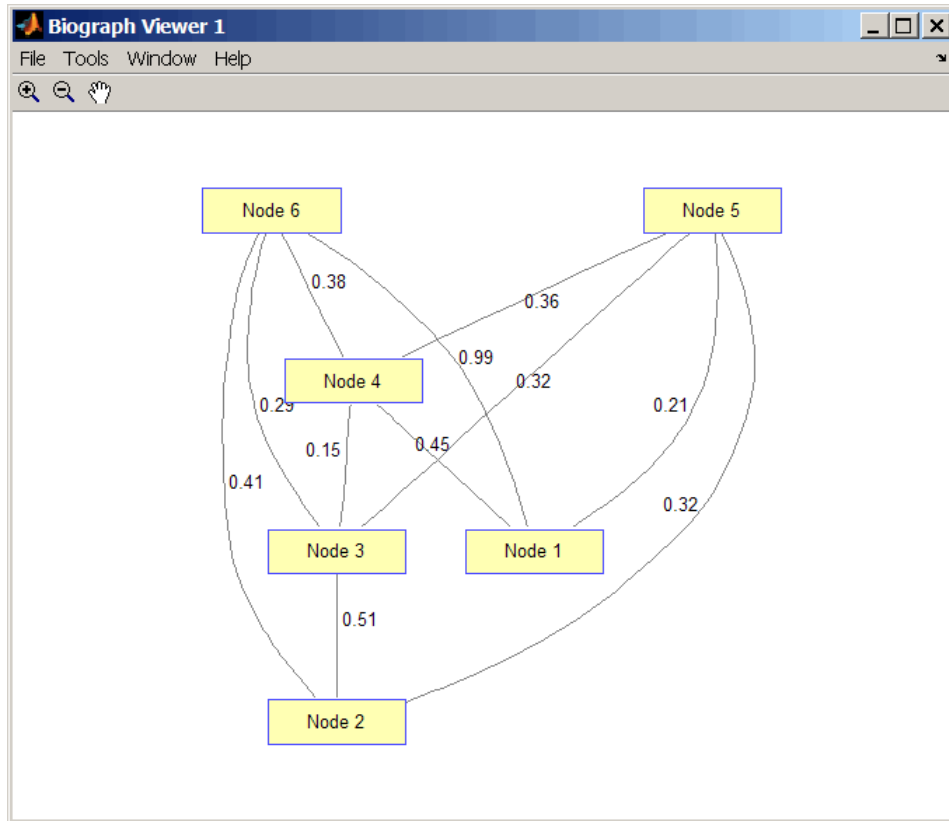 Biograph Viewer 1
File Tools Window Help
Node 6
Node 5
0.38
0.36
0.99
Node 4
0.32
0.29
0.21
0.15
0.45
0.41
0.32
Node 3
Node 1
0.51
Node 2